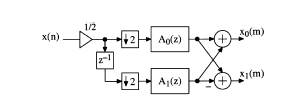 1/2
x(n)
↓2
A₀(z)
+
x₀(m)
z⁻¹
↓2
A₁(z)
−
+
x₁(m)